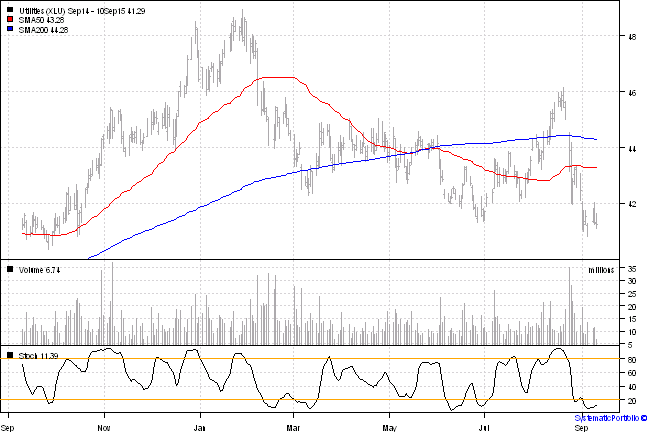 Utilities (XLU) Sep14 - 10Sep15 41.29
SMA50 43.28
SMA200 44.28
48
46
44
42
Volume 6.74
millions
35
30
25
20
15
10
5
Stoch 11.39
80
60
40
20
SystematicPortfolio ©
Sep Nov Jan Mar May Jul Sep